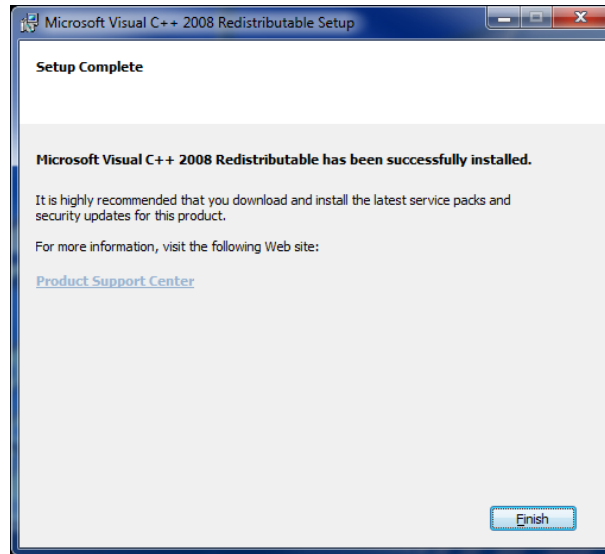 Microsoft Visual C++ 2008 Redistributable Setup
Setup Complete
Microsoft Visual C++ 2008 Redistributable has been successfully installed.
It is highly recommended that you download and install the latest service packs and
security updates for this product.
For more information, visit the following Web site:
Product Support Center
Finish